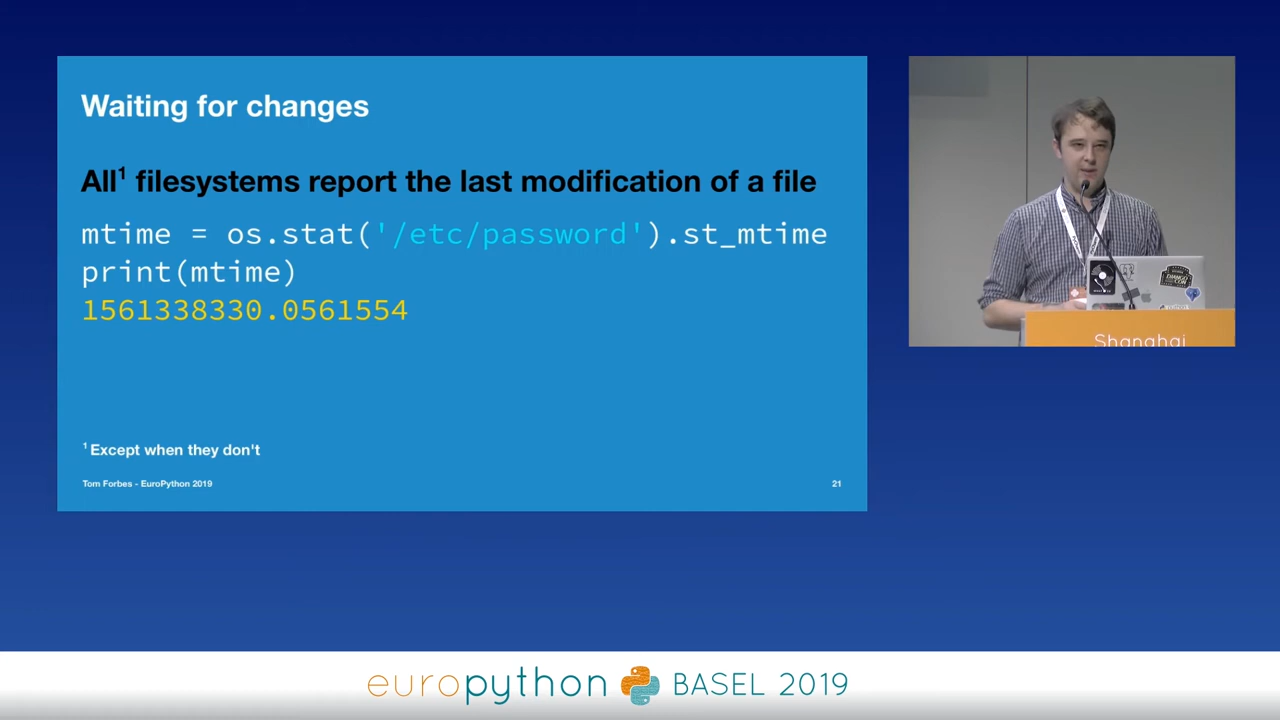 Waiting for changes
All¹ filesystems report the last modification of a file
mtime = os.stat('/etc/password').st_mtime
print(mtime)
1561338330.0561554
¹ Except when they don't
Tom Forbes - EuroPython 2019
21
Shanghai
europython BASEL 2019